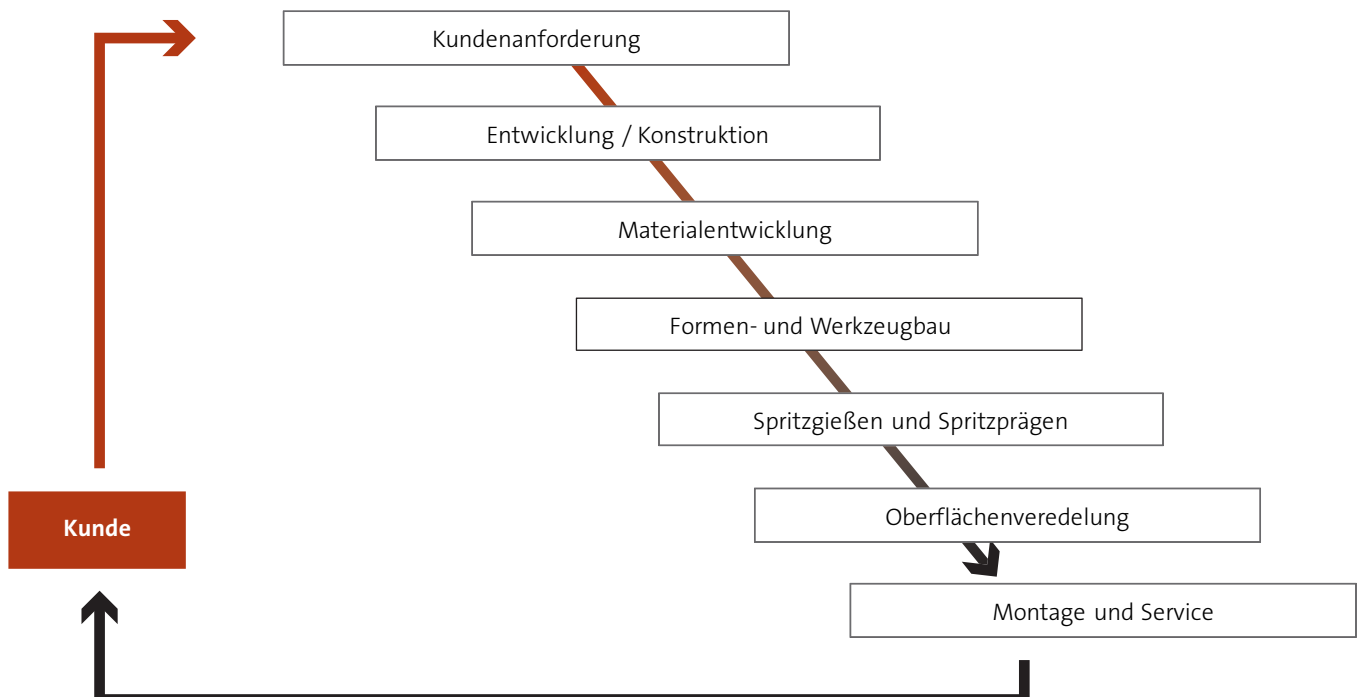 Kundenanforderung
Entwicklung / Konstruktion
Materialentwicklung
Formen- und Werkzeugbau
Spritzgießen und Spritzprägen
Oberflächenveredelung
Kunde
Montage und Service